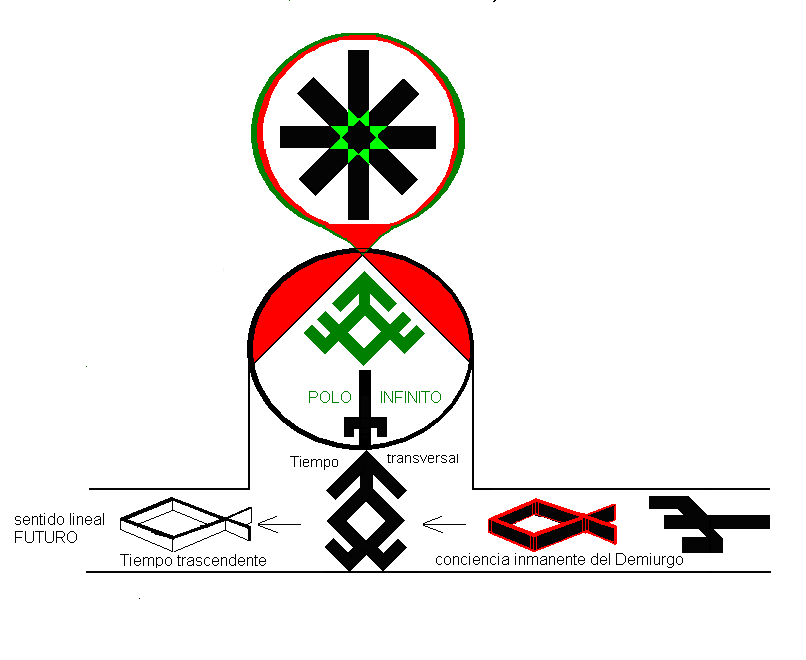 POLO INFINITO
Tiempo transversal
sentido lineal
FUTURO
Tiempo trascendente
conciencia inmanente del Demiurgo